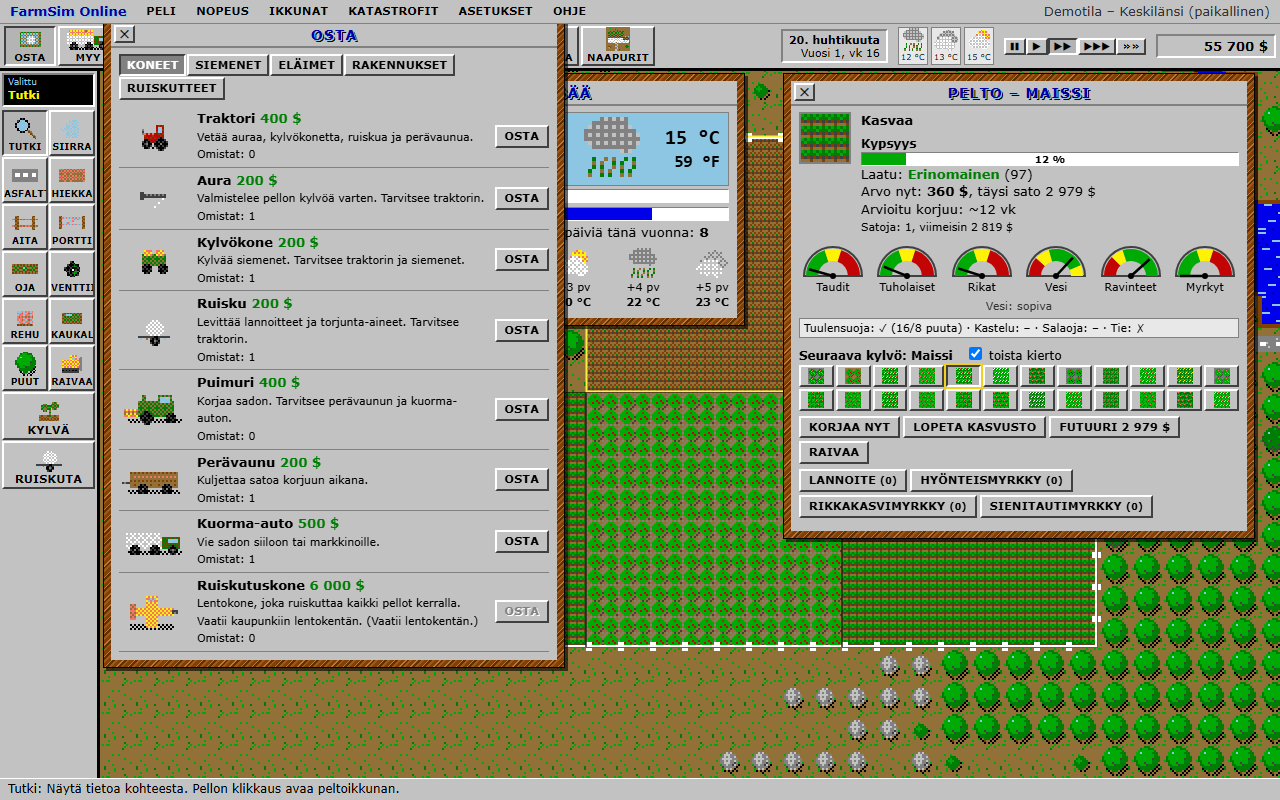 FarmSim Online PELI NOPEUS IKKUNAT KATASTROFIT ASETUKSET OHJE Demotila – Keskilänsi (paikallinen)
OSTA
MYY
NAAPURIT
20. huhtikuuta
Vuosi 1, vk 16
12 °C 13 °C 15 °C
55 700 $
Valittu
Tutki
TUTKI SIIRRÄ
ASFALT HIEKKA
AITA PORTTI
OJA VENTTII
REHU KAUKAL
PUUT RAIVAA
KYLVÄ
RUISKUTA
OSTA
KONEET SIEMENET ELÄIMET RAKENNUKSET
RUISKUTTEET
Traktori 400 $
Vetää auraa, kylvökonetta, ruiskua ja perävaunua.
Omistat: 0
OSTA
Aura 200 $
Valmistelee pellon kylvöä varten. Tarvitsee traktorin.
Omistat: 1
OSTA
Kylvökone 200 $
Kylvää siemenet. Tarvitsee traktorin ja siemenet.
Omistat: 1
OSTA
Ruisku 200 $
Levittää lannoitteet ja torjunta-aineet. Tarvitsee
traktorin.
Omistat: 1
OSTA
Puimuri 400 $
Korjaa sadon. Tarvitsee perävaunun ja kuorma-
auton.
Omistat: 0
OSTA
Perävaunu 200 $
Kuljettaa satoa korjuun aikana.
Omistat: 1
OSTA
Kuorma-auto 500 $
Vie sadon siiloon tai markkinoille.
Omistat: 1
OSTA
Ruiskutuskone 6 000 $
Lentokone, joka ruiskuttaa kaikki pellot kerralla.
Vaatii kaupunkiin lentokentän. (Vaatii lentokentän.)
Omistat: 0
OSTA
ÄÄ
15 °C
59 °F
päiviä tänä vuonna: 8
3 pv +4 pv +5 pv
0 °C 22 °C 23 °C
PELTO – MAISSI
Kasvaa
Kypsyys
12 %
Laatu: Erinomainen (97)
Arvo nyt: 360 $, täysi sato 2 979 $
Arvioitu korjuu: ~12 vk
Satoja: 1, viimeisin 2 819 $
Taudit Tuholaiset Rikat Vesi Ravinteet Myrkyt
Vesi: sopiva
Tuulensuoja: ✓ (16/8 puuta) · Kastelu: – · Salaoja: – · Tie: ✗
Seuraava kylvö: Maissi toista kierto
KORJAA NYT LOPETA KASVUSTO FUTUURI 2 979 $
RAIVAA
LANNOITE (0) HYÖNTEISMYRKKY (0)
RIKKAKASVIMYRKKY (0) SIENITAUTIMYRKKY (0)
Tutki: Näytä tietoa kohteesta. Pellon klikkaus avaa peltoikkunan.